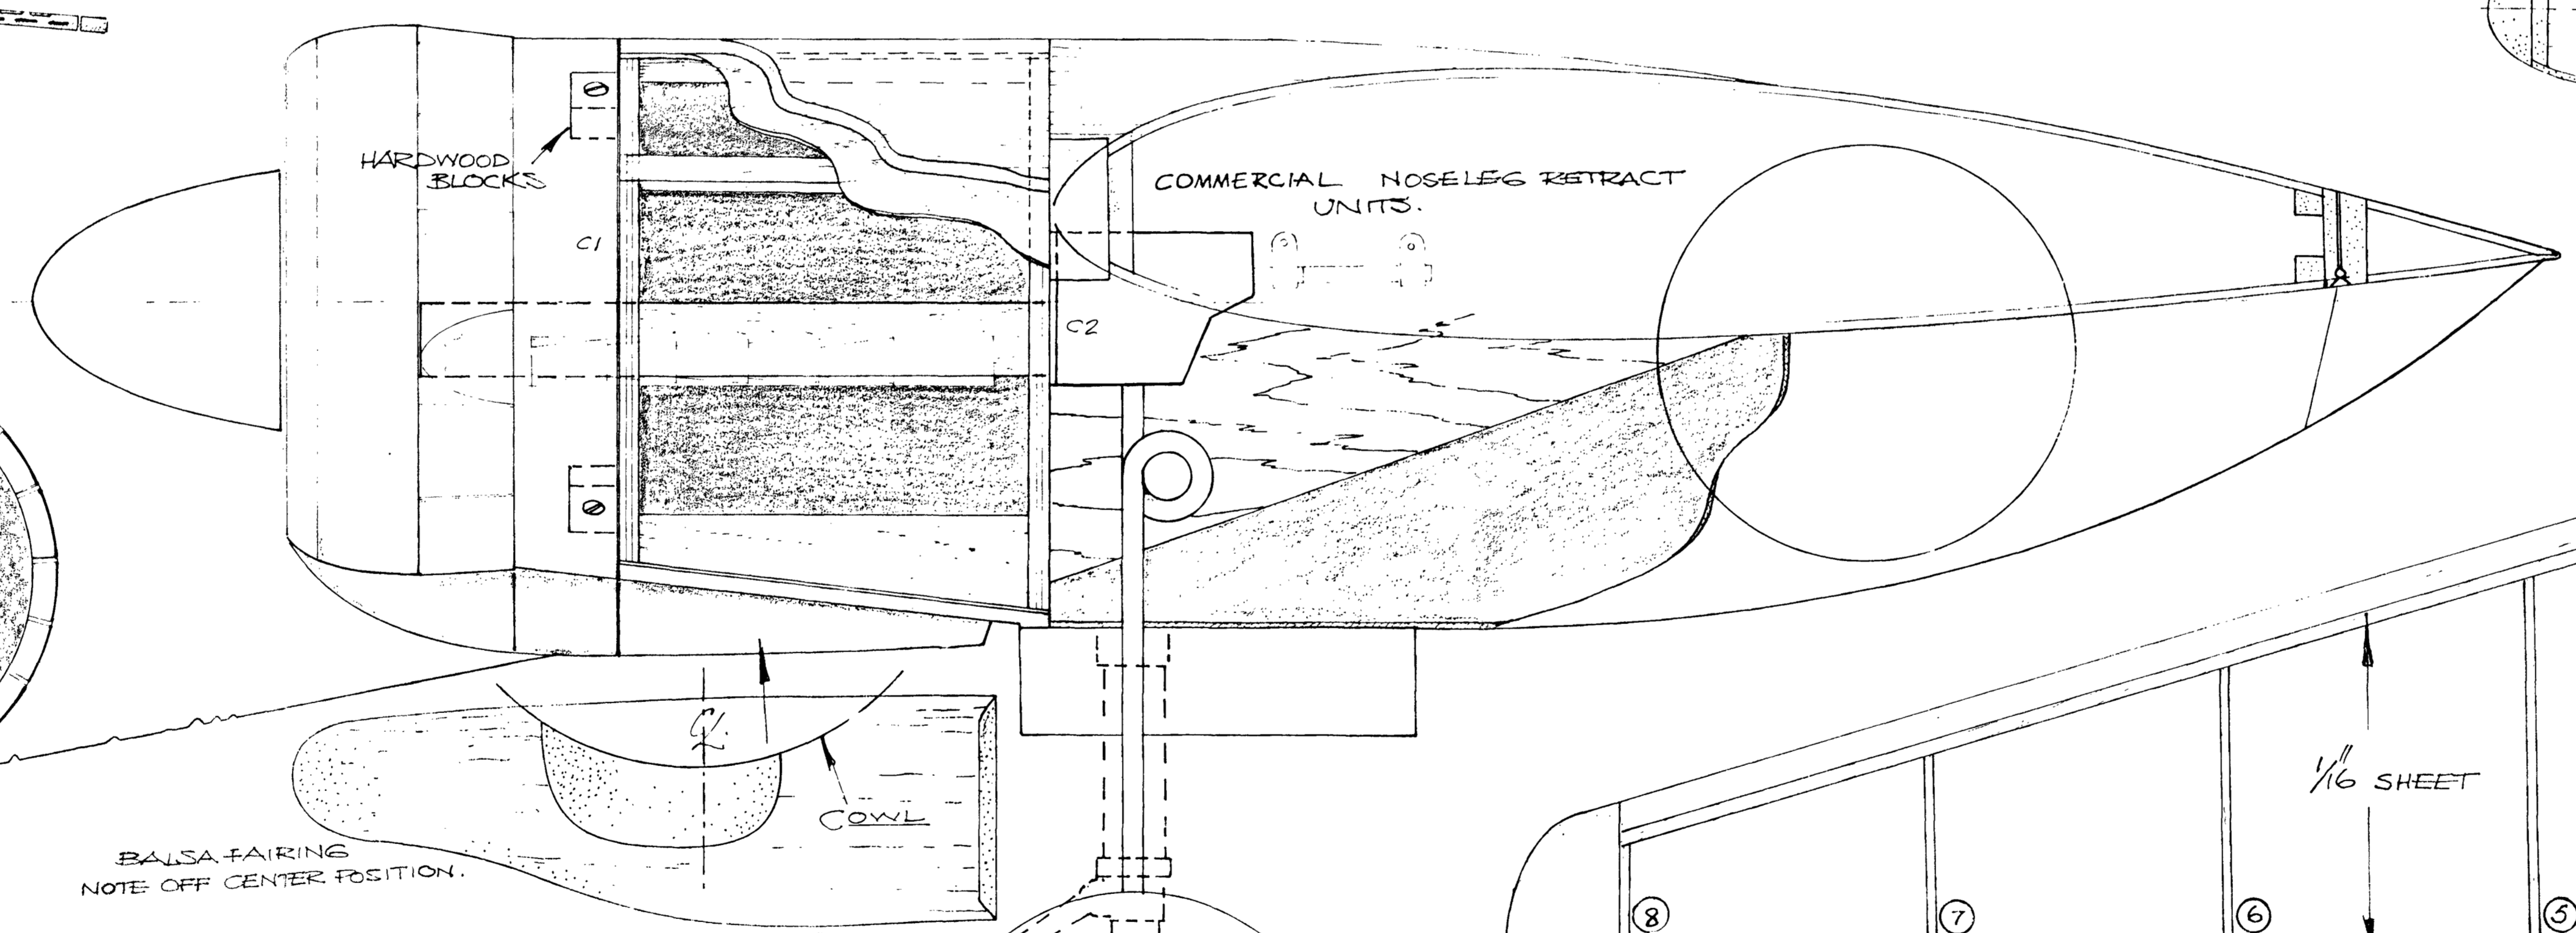 HARDWOOD
BLOCKS
C1
COMMERCIAL NOSELEG RETRACT
UNITS.
C2
C/L
COWL
BALSA FAIRING
NOTE OFF CENTER POSITION.
1/16" SHEET
8
7
6
5